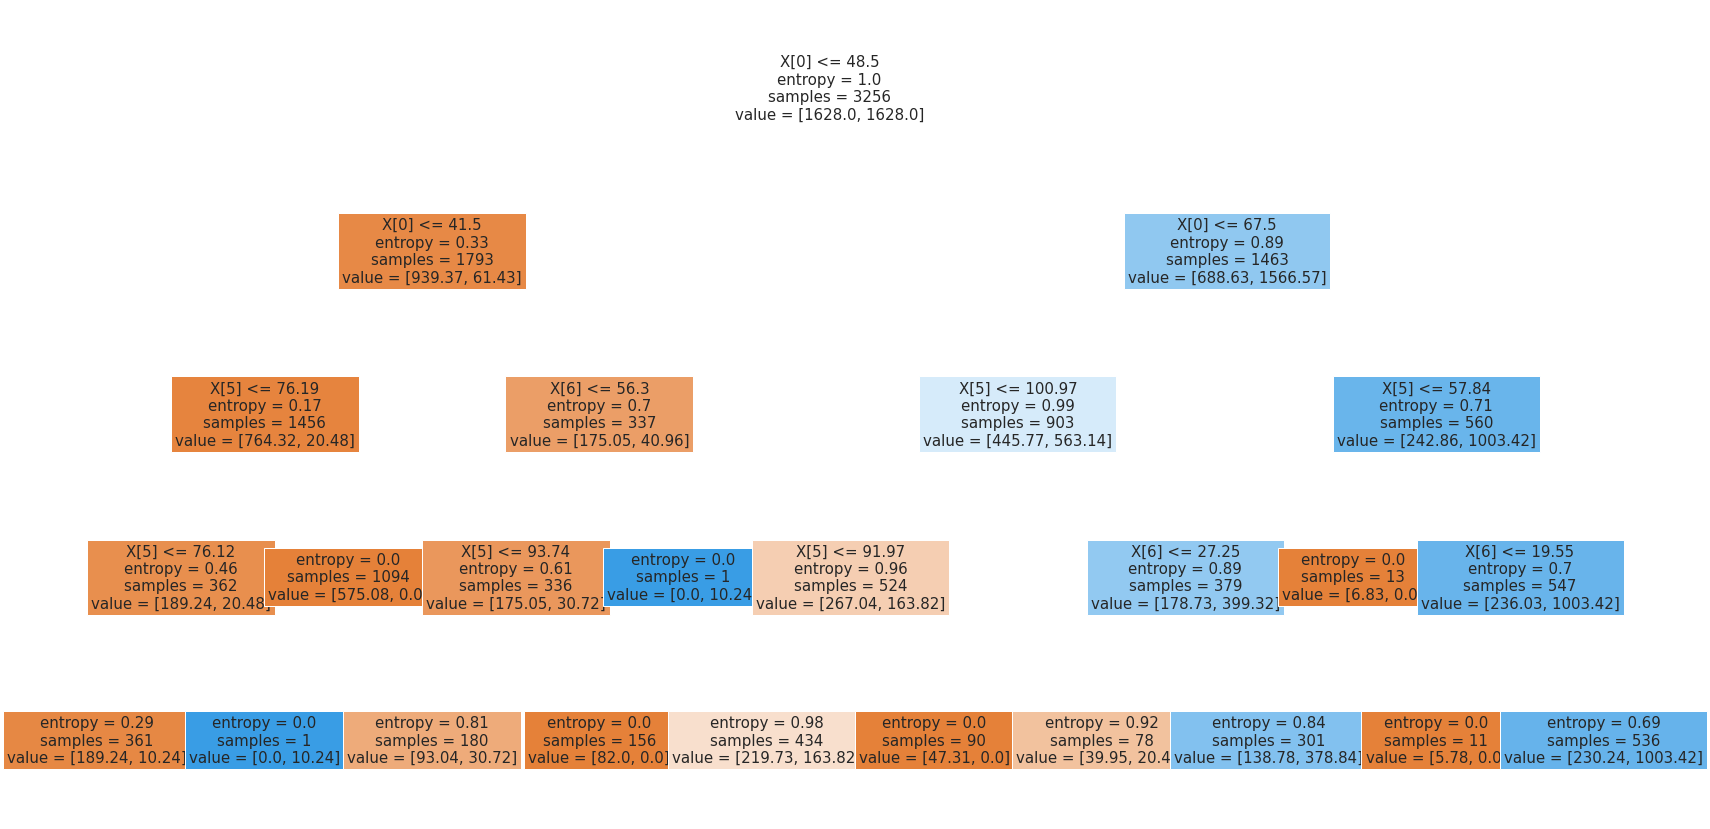 X[0] <= 48.5
entropy = 1.0
samples = 3256
value = [1628.0, 1628.0]
X[0] <= 41.5
entropy = 0.33
samples = 1793
value = [939.37, 61.43]
X[0] <= 67.5
entropy = 0.89
samples = 1463
value = [688.63, 1566.57]
X[5] <= 76.19
entropy = 0.17
samples = 1456
value = [764.32, 20.48]
X[6] <= 56.3
entropy = 0.7
samples = 337
value = [175.05, 40.96]
X[5] <= 100.97
entropy = 0.99
samples = 903
value = [445.77, 563.14]
X[5] <= 57.84
entropy = 0.71
samples = 560
value = [242.86, 1003.42]
X[5] <= 76.12
entropy = 0.46
samples = 362
value = [189.24, 20.48]
entropy = 0.0
samples = 1094
value = [575.08, 0.0
X[5] <= 93.74
entropy = 0.61
samples = 336
value = [175.05, 30.72]
entropy = 0.0
samples = 1
value = [0.0, 10.24
X[5] <= 91.97
entropy = 0.96
samples = 524
value = [267.04, 163.82]
X[6] <= 27.25
entropy = 0.89
samples = 379
value = [178.73, 399.32]
entropy = 0.0
samples = 13
value = [6.83, 0.0
X[6] <= 19.55
entropy = 0.7
samples = 547
value = [236.03, 1003.42]
entropy = 0.29
samples = 361
value = [189.24, 10.24]
entropy = 0.0
samples = 1
value = [0.0, 10.24]
entropy = 0.81
samples = 180
value = [93.04, 30.72]
entropy = 0.0
samples = 156
value = [82.0, 0.0]
entropy = 0.98
samples = 434
value = [219.73, 163.82
entropy = 0.0
samples = 90
value = [47.31, 0.0]
entropy = 0.92
samples = 78
value = [39.95, 20.4
entropy = 0.84
samples = 301
value = [138.78, 378.84]
entropy = 0.0
samples = 11
value = [5.78, 0.0
entropy = 0.69
samples = 536
value = [230.24, 1003.42]